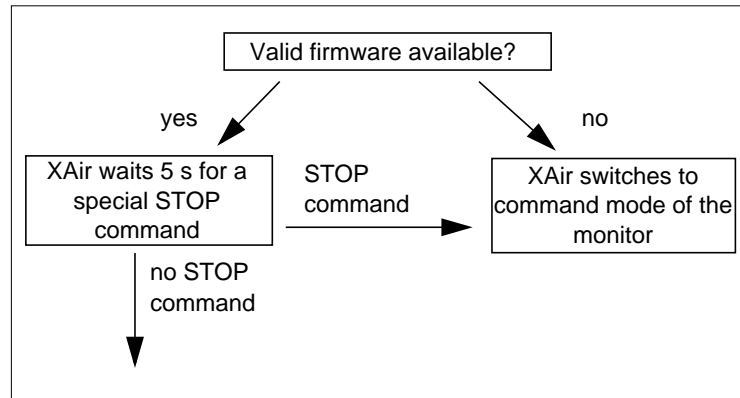 Valid firmware available?
yes
no
XAir waits 5 s for a
special STOP
command
STOP
command
XAir switches to
command mode of the
monitor
no STOP
command